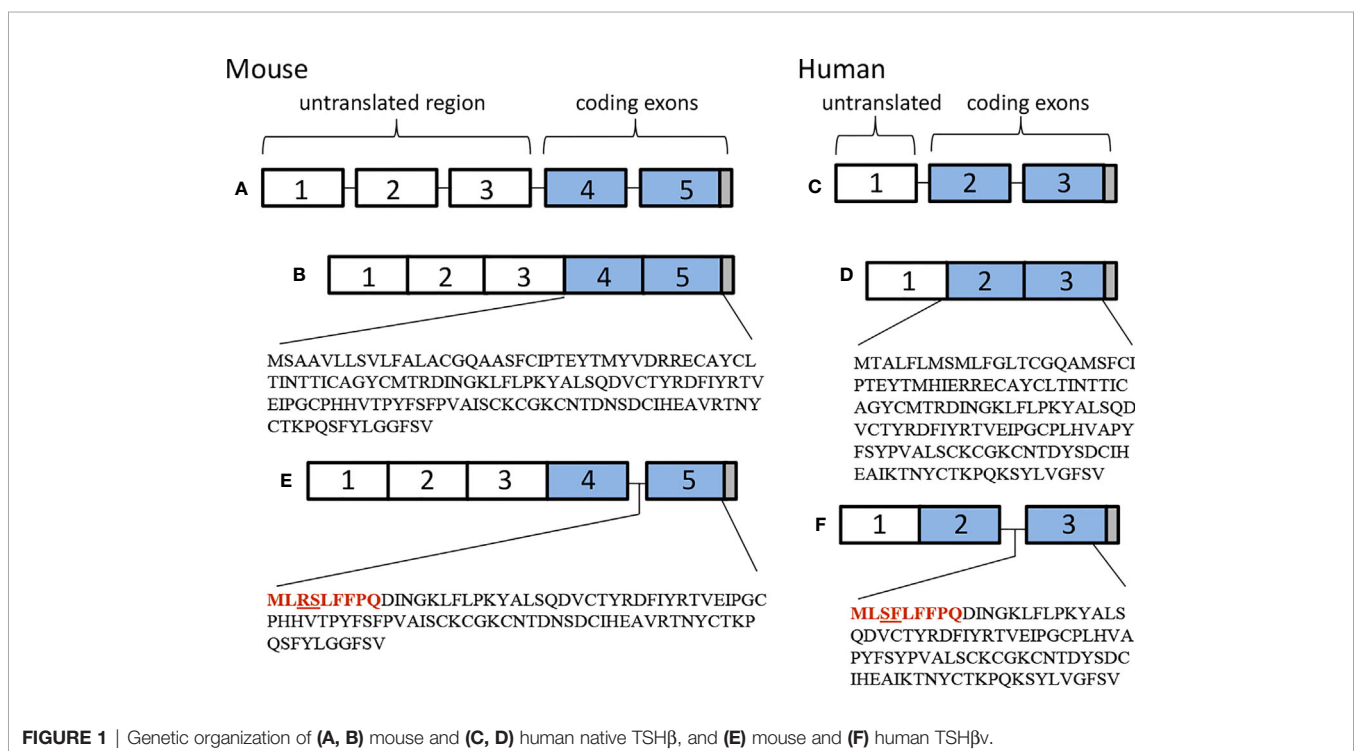 Mouse
untranslated region
coding exons
A
1 2 3 4 5
B
1 2 3 4 5
MSAAVLLSVLFALACGQAASFCIPTEYTMYVDRRECAYCL
TINTTICAGYCMTRDINGKLFLPKYALSQDVCTYRDFIYRTV
EIPGCPHHVTPYFSFPVAISCKCGKCNTDNSDCIHEAVRTNY
CTKPQSFYLGGFSV
E
1 2 3 4 5
MLRSLFFPQDINGKLFLPKYALSQDVCTYRDFIYRTVEIPGC
PHHVTPYFSFPVAISCKCGKCNTDNSDCIHEAVRTNYCTKP
QSFYLGGFSV
Human
untranslated
coding exons
C
1 2 3
D
1 2 3
MTALFLMSMLFGLTCGQAMSFCI
PTEYTMHIERRECAYCLTINTTIC
AGYCMTRDINGKLFLPKYALSQD
VCTYRDFIYRTVEIPGCPLHVAPY
FSYPVALSCKCGKCNTDYSDCIH
EAIKTNYCTKPQKSYLVGFSV
F
1 2 3
MLSFLFFPQDINGKLFLPKYALS
QDVCTYRDFIYRTVEIPGCPLHVA
PYFSYPVALSCKCGKCNTDYSDC
IHEAIKTNYCTKPQKSYLVGFSV
FIGURE 1 | Genetic organization of (A, B) mouse and (C, D) human native TSHβ, and (E) mouse and (F) human TSHβv.